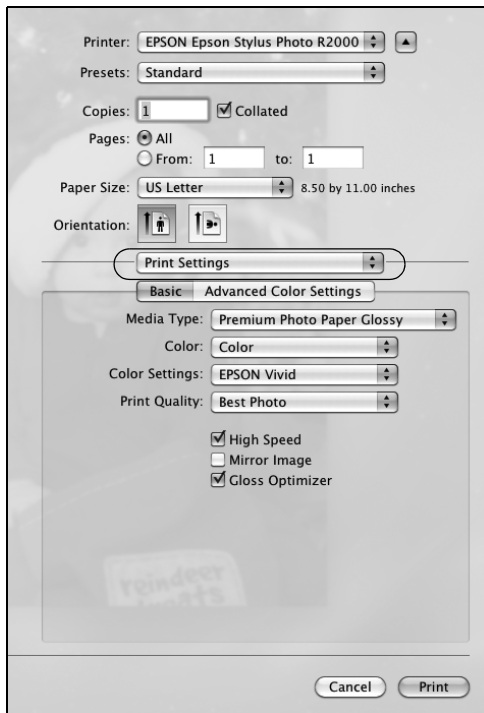 Printer: EPSON Epson Stylus Photo R2000
Presets: Standard
Copies: 1 Collated
Pages: All
From: 1 to: 1
Paper Size: US Letter 8.50 by 11.00 inches
Orientation:
Print Settings
Basic Advanced Color Settings
Media Type: Premium Photo Paper Glossy
Color: Color
Color Settings: EPSON Vivid
Print Quality: Best Photo
High Speed
Mirror Image
Gloss Optimizer
reindeer
Cancel Print